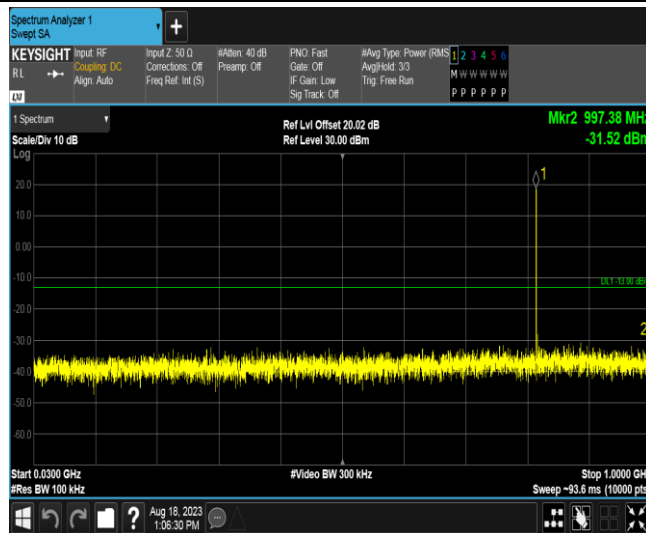 Spectrum Analyzer 1
Swept SA
KEYSIGHT
RL
Input: RF
Coupling: DC
Align: Auto
Input Z: 50 Ω
Corrections: Off
Freq Ref: Int (S)
#Atten: 40 dB
Preamp: Off
PNO: Fast
Gate: Off
IF Gain: Low
Sig Track: Off
#Avg Type: Power (RMS
Avg|Hold: 3/3
Trig: Free Run
1 2 3 4 5 6
M W W W W W
P P P P P P
1 Spectrum
Scale/Div 10 dB
Ref Lvl Offset 20.02 dB
Ref Level 30.00 dBm
Mkr2 997.38 MHz
-31.52 dBm
Log
1
20.0
10.0
0.00
-10.0
DL1 -13.00 dBm
-20.0
2
-30.0
-40.0
-50.0
-60.0
Start 0.0300 GHz
#Res BW 100 kHz
#Video BW 300 kHz
Stop 1.0000 GH
Sweep ~93.6 ms (10000 pts
Aug 18, 2023
1:06:30 PM